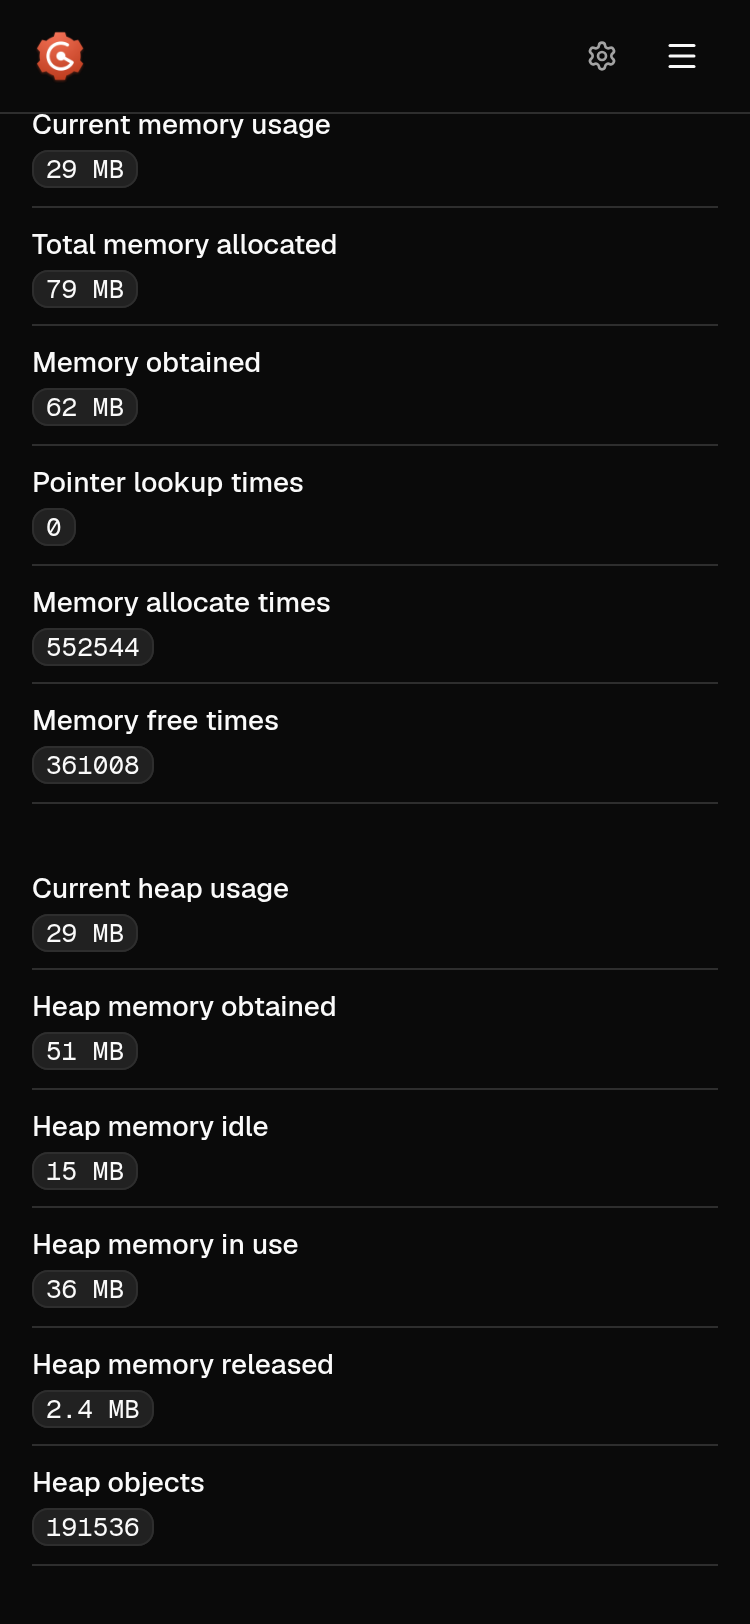 Current memory usage
29 MB
Total memory allocated
79 MB
Memory obtained
62 MB
Pointer lookup times
0
Memory allocate times
552544
Memory free times
361008
Current heap usage
29 MB
Heap memory obtained
51 MB
Heap memory idle
15 MB
Heap memory in use
36 MB
Heap memory released
2.4 MB
Heap objects
191536